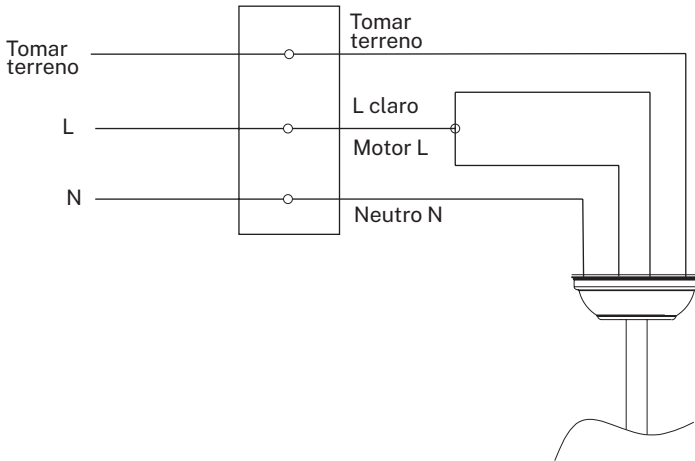 Tomar
terreno
Tomar
terreno
L
L claro
Motor L
N
Neutro N